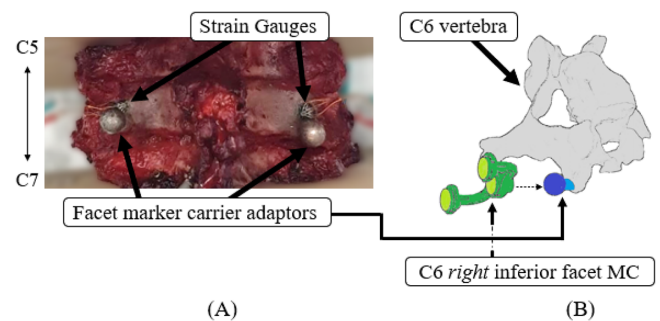 Strain Gauges
C6 vertebra
C5
C7
Facet marker carrier adaptors
C6 right inferior facet MC
(A)
(B)